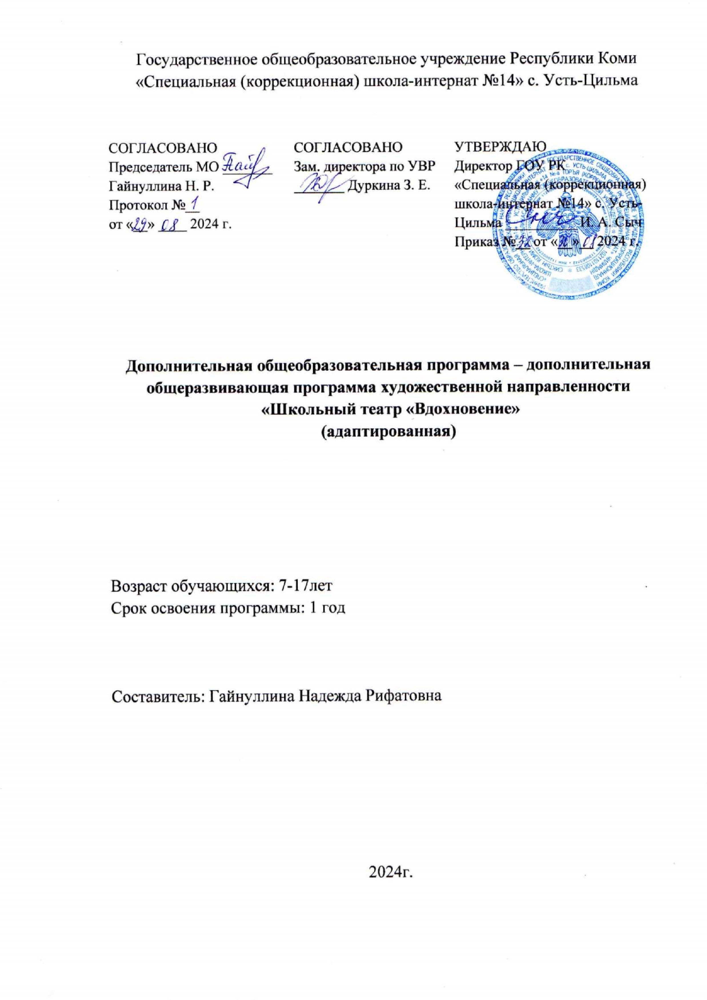 Государственное общеобразовательное учреждение Республики Коми
«Специальная (коррекционная) школа-интернат №14» с. Усть-Цильма
СОГЛАСОВАНО
Председатель МО
Гайнуллина Н. Р.
Протокол № 1
от «29» 08 2024 г.
СОГЛАСОВАНО
Зам. директора по УВР
Дуркина З. Е.
УТВЕРЖДАЮ
Директор ГОУ РК
«Специальная (коррекционная)
школа-интернат №14» с. Усть-
Цильма И. А. Сыч
Приказ № от « » 2024 г.
Дополнительная общеобразовательная программа – дополнительная
общеразвивающая программа художественной направленности
«Школьный театр «Вдохновение»
(адаптированная)
Возраст обучающихся: 7-17лет
Срок освоения программы: 1 год
Составитель: Гайнуллина Надежда Рифатовна
2024г.